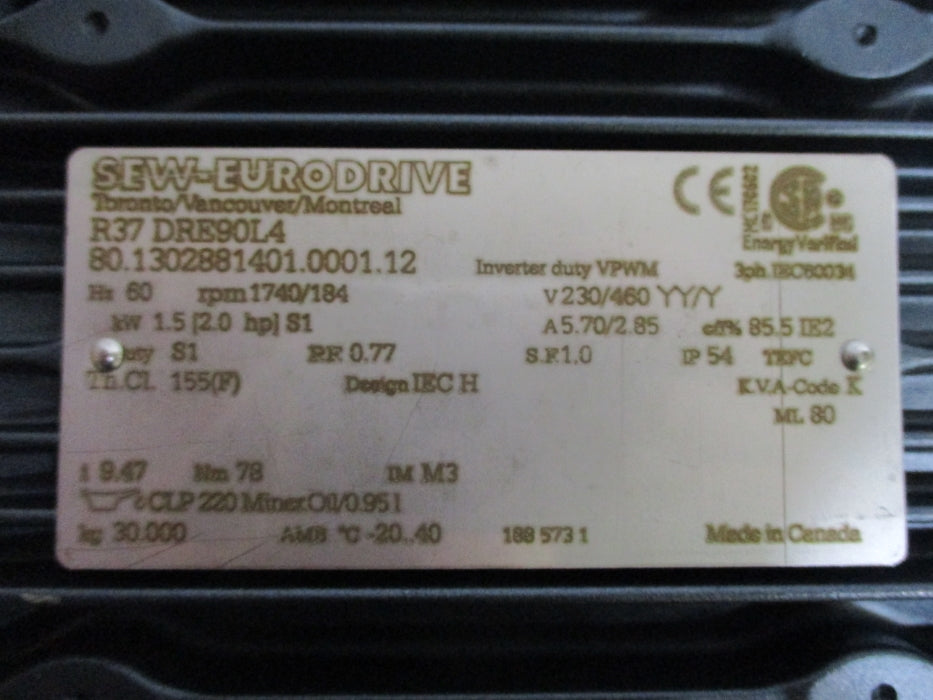 SEW-EURODRIVE
Toronto/Vancouver/Montreal
R37 DRE90L4
80.1302881401.0001.12
Inverter duty VPWM
CE
Energy Verified
3ph IEC60034
Hz 60 rpm 1740/184 V 230/460 YY/Y
kW 1.5 [2.0 hp] S1 A 5.70/2.85 eff% 85.5 IE2
S1 P.F. 0.77 S.F. 1.0 IP 54 TEFC
Th.Cl. 155(F) Design IEC H K.V.A-Code K
ML 80
i 9.47 Nm 78 IM M3
CLP 220 Miner.Oil/0.95 l
kg 30.000 AMB °C -20..40 188 573 1 Made in Canada